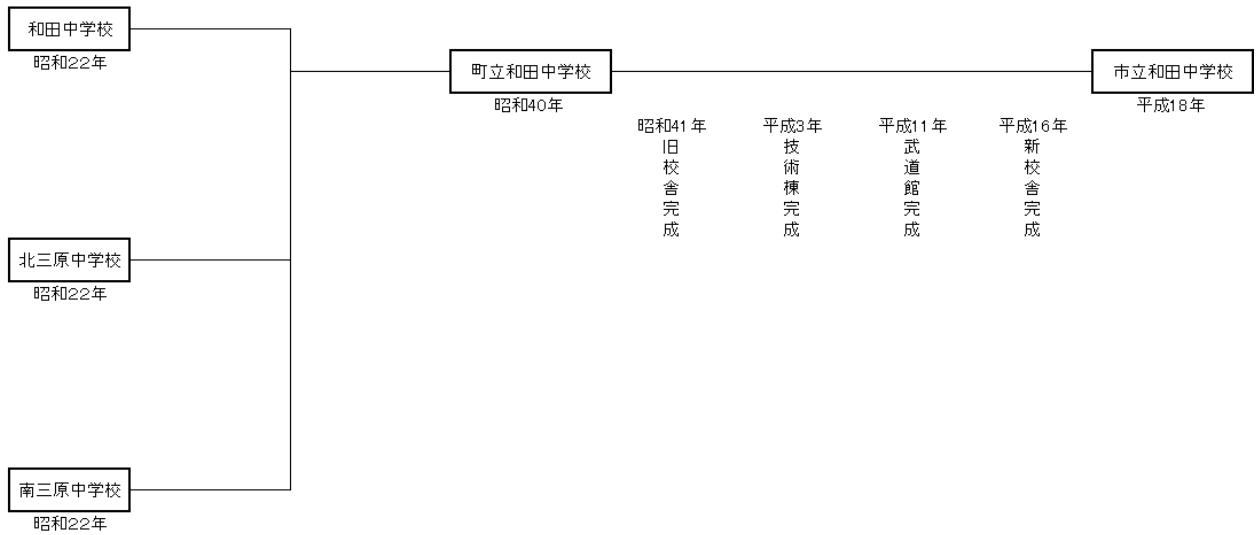 和田中学校
昭和22年
北三原中学校
昭和22年
南三原中学校
昭和22年
町立和田中学校
昭和40年
昭和41年
旧校舎完成
平成3年
技術棟完成
平成11年
武道館完成
平成16年
新校舎完成
市立和田中学校
平成18年